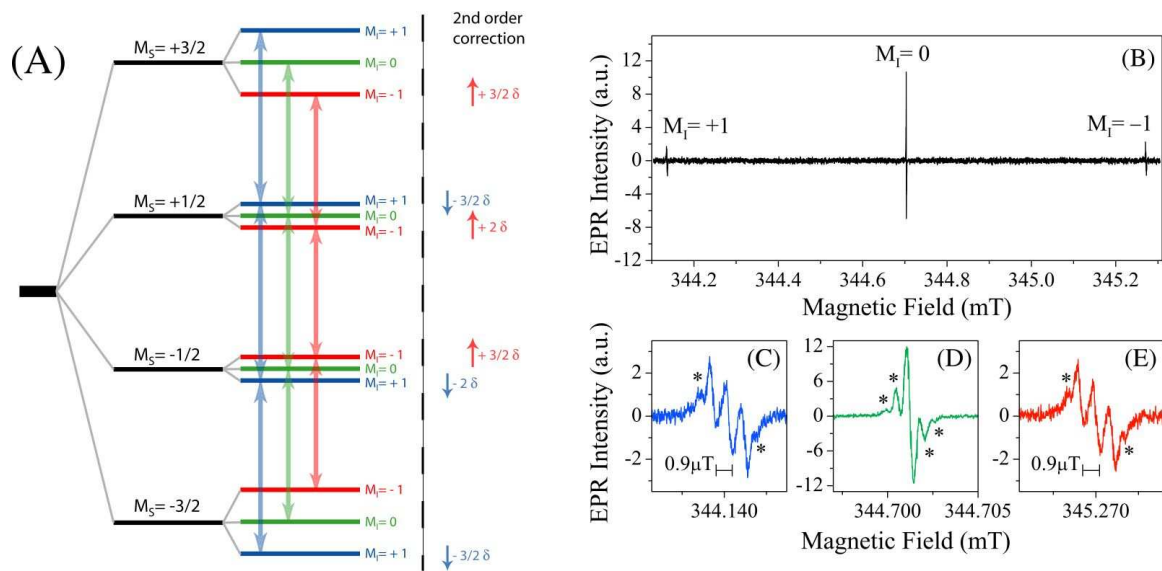 (A)
2nd order
correction
M_S= +3/2
M_I= + 1
M_I= 0
M_I= - 1
+ 3/2 δ
M_S= +1/2
M_I= + 1
M_I= 0
M_I= - 1
- 3/2 δ
+ 2 δ
M_S= -1/2
M_I= - 1
M_I= 0
M_I= + 1
+ 3/2 δ
- 2 δ
M_S= -3/2
M_I= - 1
M_I= 0
M_I= + 1
- 3/2 δ
(B)
EPR Intensity (a.u.)
12
8
4
0
-4
-8
-12
M_I= +1
M_I= 0
M_I= −1
344.2 344.4 344.6 344.8 345.0 345.2
Magnetic Field (mT)
EPR Intensity (a.u.)
(C)
2
0
-2
* *
0.9µT
344.140
(D)
12
6
0
-6
-12
* * * *
344.700 344.705
(E)
2
0
-2
* *
0.9µT
345.270
Magnetic Field (mT)